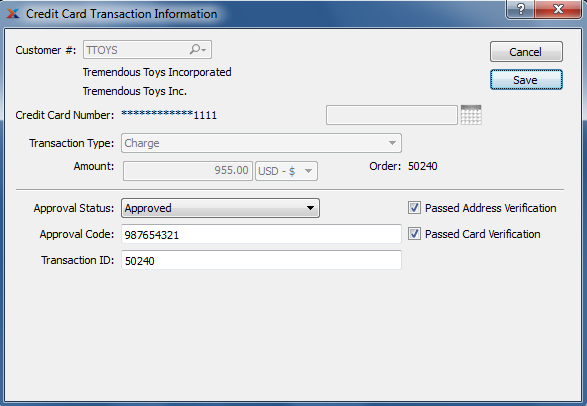 Credit Card Transaction Information
Customer #: TTOYS
Cancel
Tremendous Toys Incorporated
Save
Tremendous Toys Inc.
Credit Card Number: ************1111
Transaction Type: Charge
Amount: 955.00 USD - $ Order: 50240
Approval Status: Approved Passed Address Verification
Approval Code: 987654321 Passed Card Verification
Transaction ID: 50240